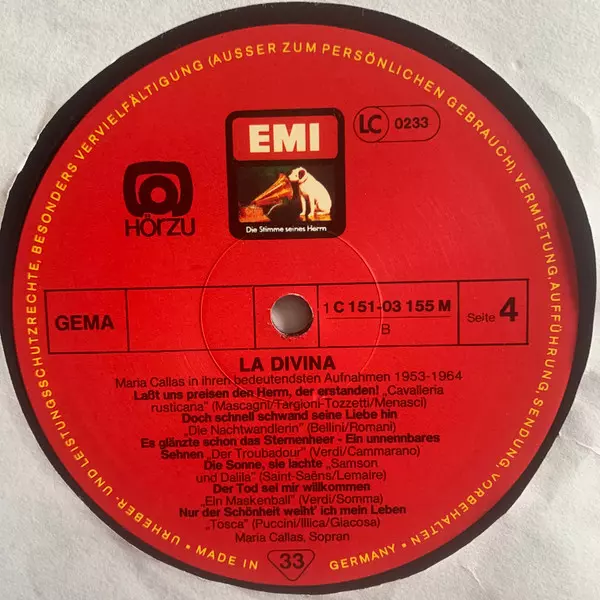 URHEBER- UND LEISTUNGSSCHUTZRECHTE, BESONDERS VERVIELFÄLTIGUNG (AUSSER ZUM PERSÖNLICHEN GEBRAUCH), VERMIETUNG, AUFFÜHRUNG, SENDUNG, VORBEHALTEN • MADE IN GERMANY •
EMI
LC 0233
HÖRZU
Die Stimme seines Herrn
GEMA
1 C 151-03 155 M
B
Seite 4
LA DIVINA
Maria Callas in ihren bedeutendsten Aufnahmen 1953-1964
Laßt uns preisen den Herrn, der erstanden! „Cavalleria
rusticana" (Mascagni/Targioni-Tozzetti/Menasci)
Doch schnell schwand seine Liebe hin
„Die Nachtwandlerin" (Bellini/Romani)
Es glänzte schon das Sternenheer - Ein unnennbares
Sehnen „Der Troubadour" (Verdi/Cammarano)
Die Sonne, sie lachte „Samson
und Dalila" (Saint-Saëns/Lemaire)
Der Tod sei mir willkommen
„Ein Maskenball" (Verdi/Somma)
Nur der Schönheit weiht' ich mein Leben
„Tosca" (Puccini/Illica/Giacosa)
Maria Callas, Sopran
33